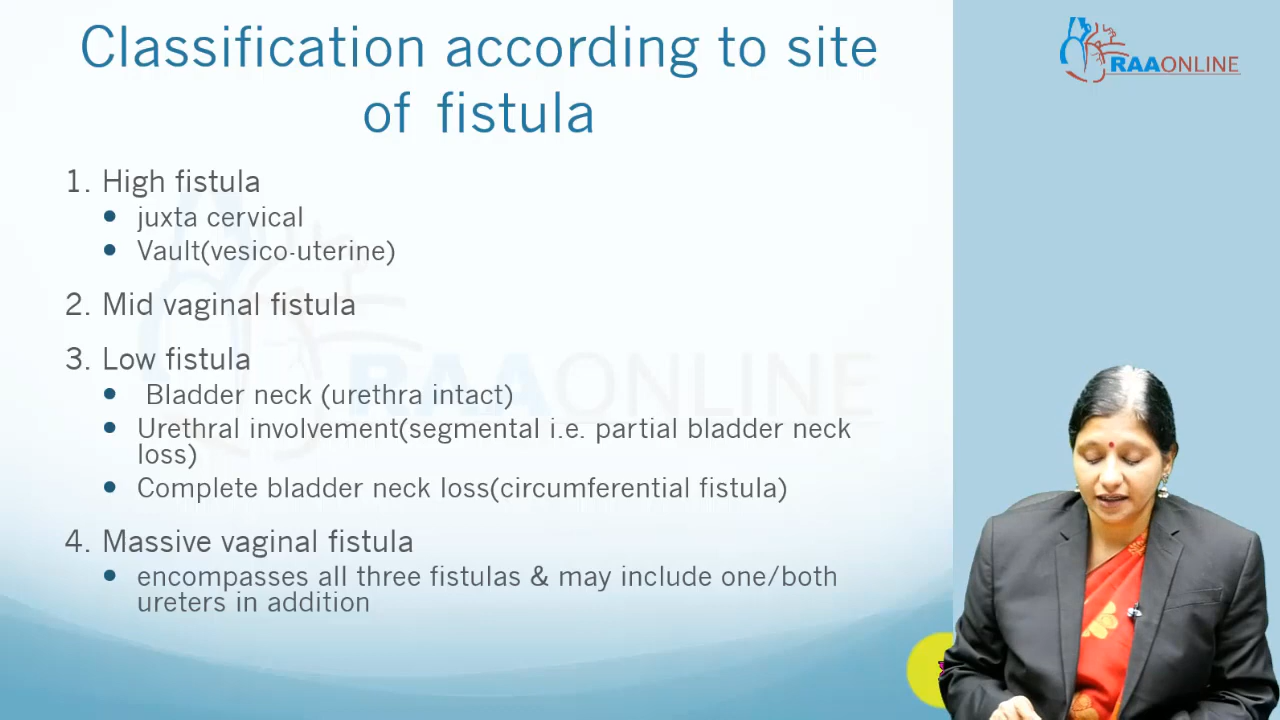 Classification according to site
of fistula
RAAONLINE
1. High fistula
• juxta cervical
• Vault(vesico-uterine)
2. Mid vaginal fistula
3. Low fistula
• Bladder neck (urethra intact)
• Urethral involvement(segmental i.e. partial bladder neck
loss)
• Complete bladder neck loss(circumferential fistula)
4. Massive vaginal fistula
• encompasses all three fistulas & may include one/both
ureters in addition
RAAONLINE